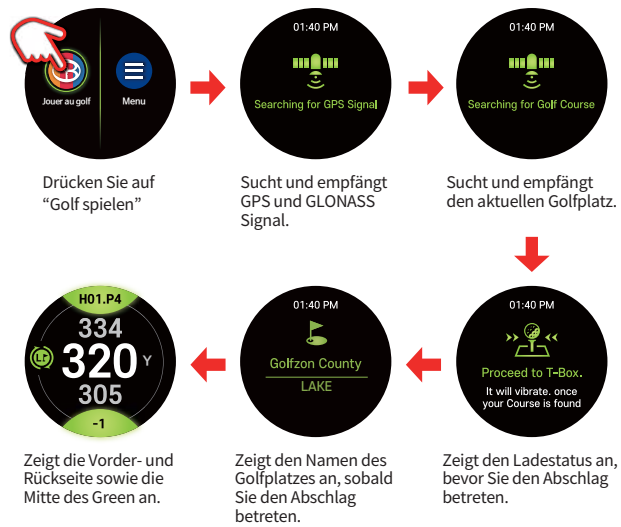 Jouer au golf
Menu
Drücken Sie auf
“Golf spielen”
01:40 PM
Searching for GPS Signal
Sucht und empfängt
GPS und GLONASS
Signal.
01:40 PM
Searching for Golf Course
Sucht und empfängt
den aktuellen Golfplatz.
01:40 PM
Proceed to T-Box.
It will vibrate. once
your Course is found
Zeigt den Ladestatus an,
bevor Sie den Abschlag
betreten.
01:40 PM
Golfzon County
LAKE
Zeigt den Namen des
Golfplatzes an, sobald
Sie den Abschlag
betreten.
H01.P4
334
320 Y
305
-1
Zeigt die Vorder- und
Rückseite sowie die
Mitte des Green an.